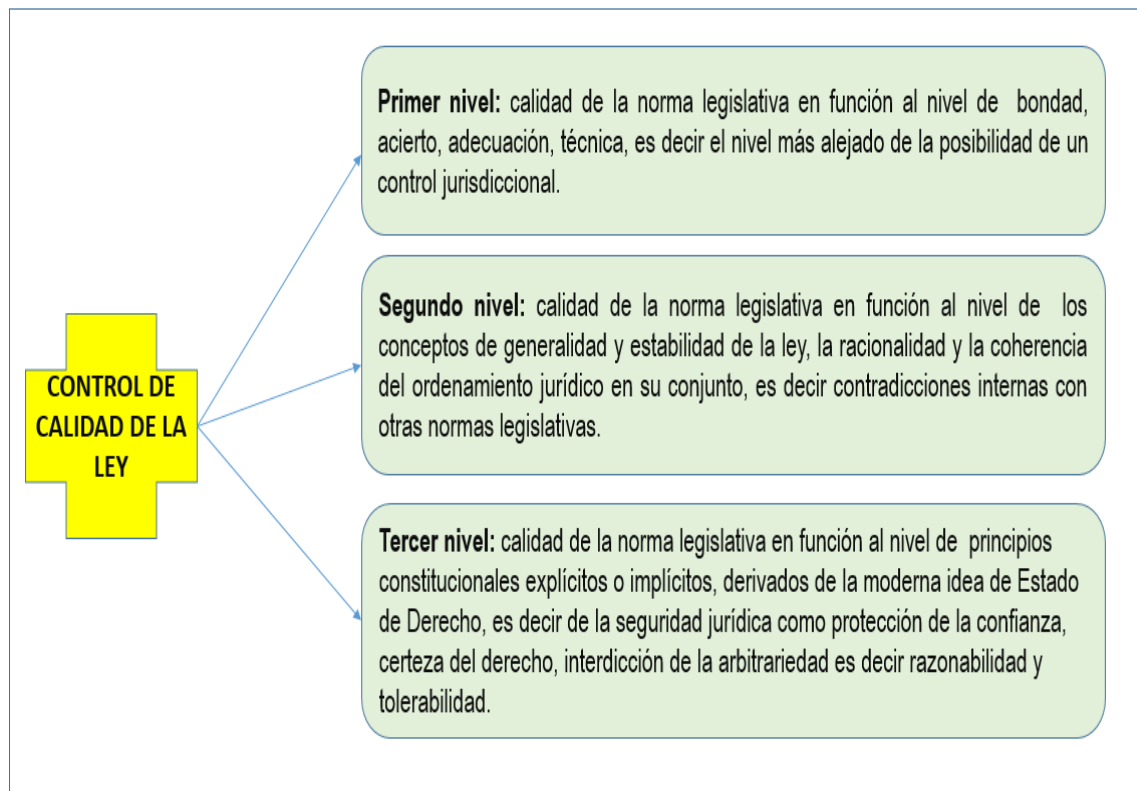 CONTROL DE
CALIDAD DE LA
LEY
Primer nivel: calidad de la norma legislativa en función al nivel de bondad,
acierto, adecuación, técnica, es decir el nivel más alejado de la posibilidad de un
control jurisdiccional.
Segundo nivel: calidad de la norma legislativa en función al nivel de los
conceptos de generalidad y estabilidad de la ley, la racionalidad y la coherencia
del ordenamiento jurídico en su conjunto, es decir contradicciones internas con
otras normas legislativas.
Tercer nivel: calidad de la norma legislativa en función al nivel de principios
constitucionales explícitos o implícitos, derivados de la moderna idea de Estado
de Derecho, es decir de la seguridad jurídica como protección de la confianza,
certeza del derecho, interdicción de la arbitrariedad es decir razonabilidad y
tolerabilidad.